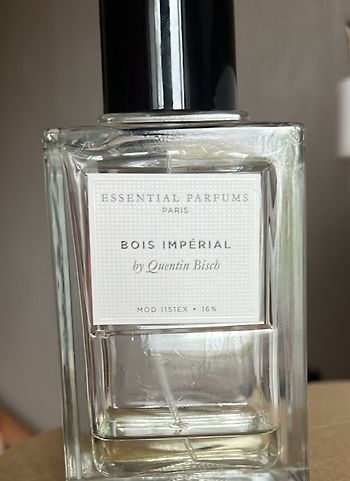 ESSENTIAL PARFUMS
PARIS
BOIS IMPÉRIAL
by Quentin Bisch
MOD 1151EX • 16%